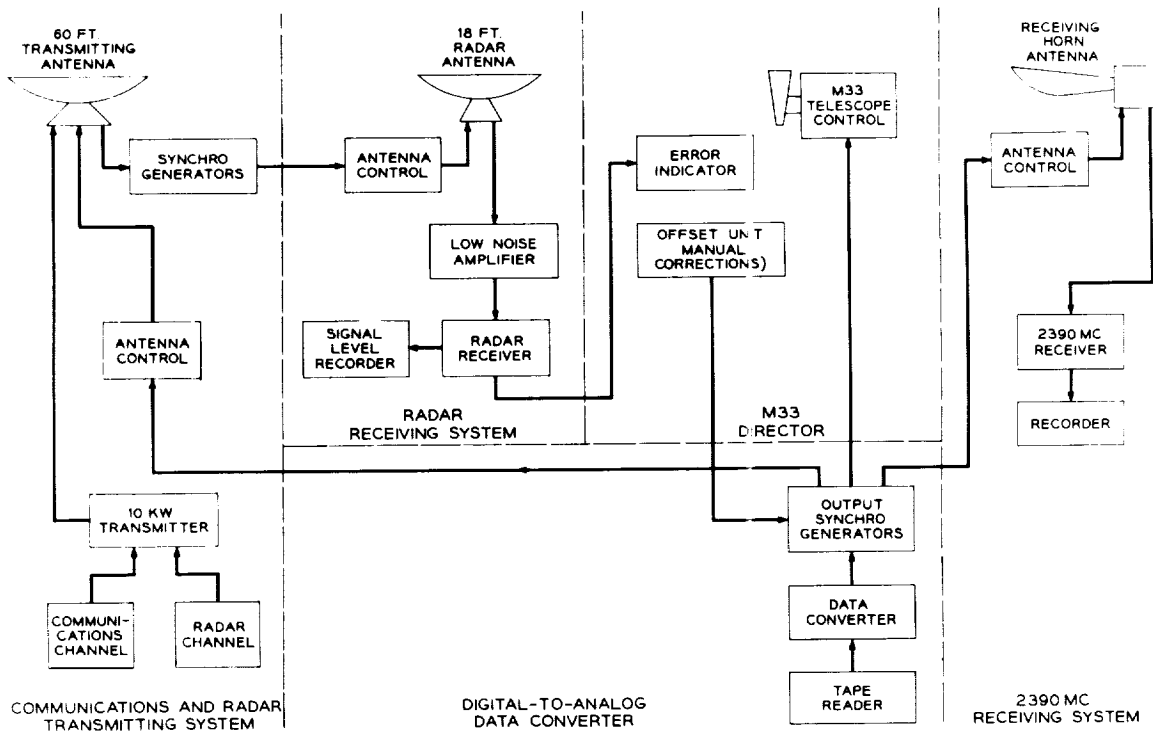 60 FT.
TRANSMITTING
ANTENNA
18 FT.
RADAR
ANTENNA
RECEIVING
HORN
ANTENNA
M33
TELESCOPE
CONTROL
SYNCHRO
GENERATORS
ANTENNA
CONTROL
ERROR
INDICATOR
ANTENNA
CONTROL
LOW NOISE
AMPLIFIER
OFFSET UNIT
MANUAL
CORRECTIONS)
ANTENNA
CONTROL
SIGNAL
LEVEL
RECORDER
RADAR
RECEIVER
2390 MC
RECEIVER
RECORDER
RADAR
RECEIVING SYSTEM
M33
DIRECTOR
10 KW
TRANSMITTER
OUTPUT
SYNCHRO
GENERATORS
COMMUNI-
CATIONS
CHANNEL
RADAR
CHANNEL
DATA
CONVERTER
TAPE
READER
COMMUNICATIONS AND RADAR
TRANSMITTING SYSTEM
DIGITAL-TO-ANALOG
DATA CONVERTER
2390 MC
RECEIVING SYSTEM